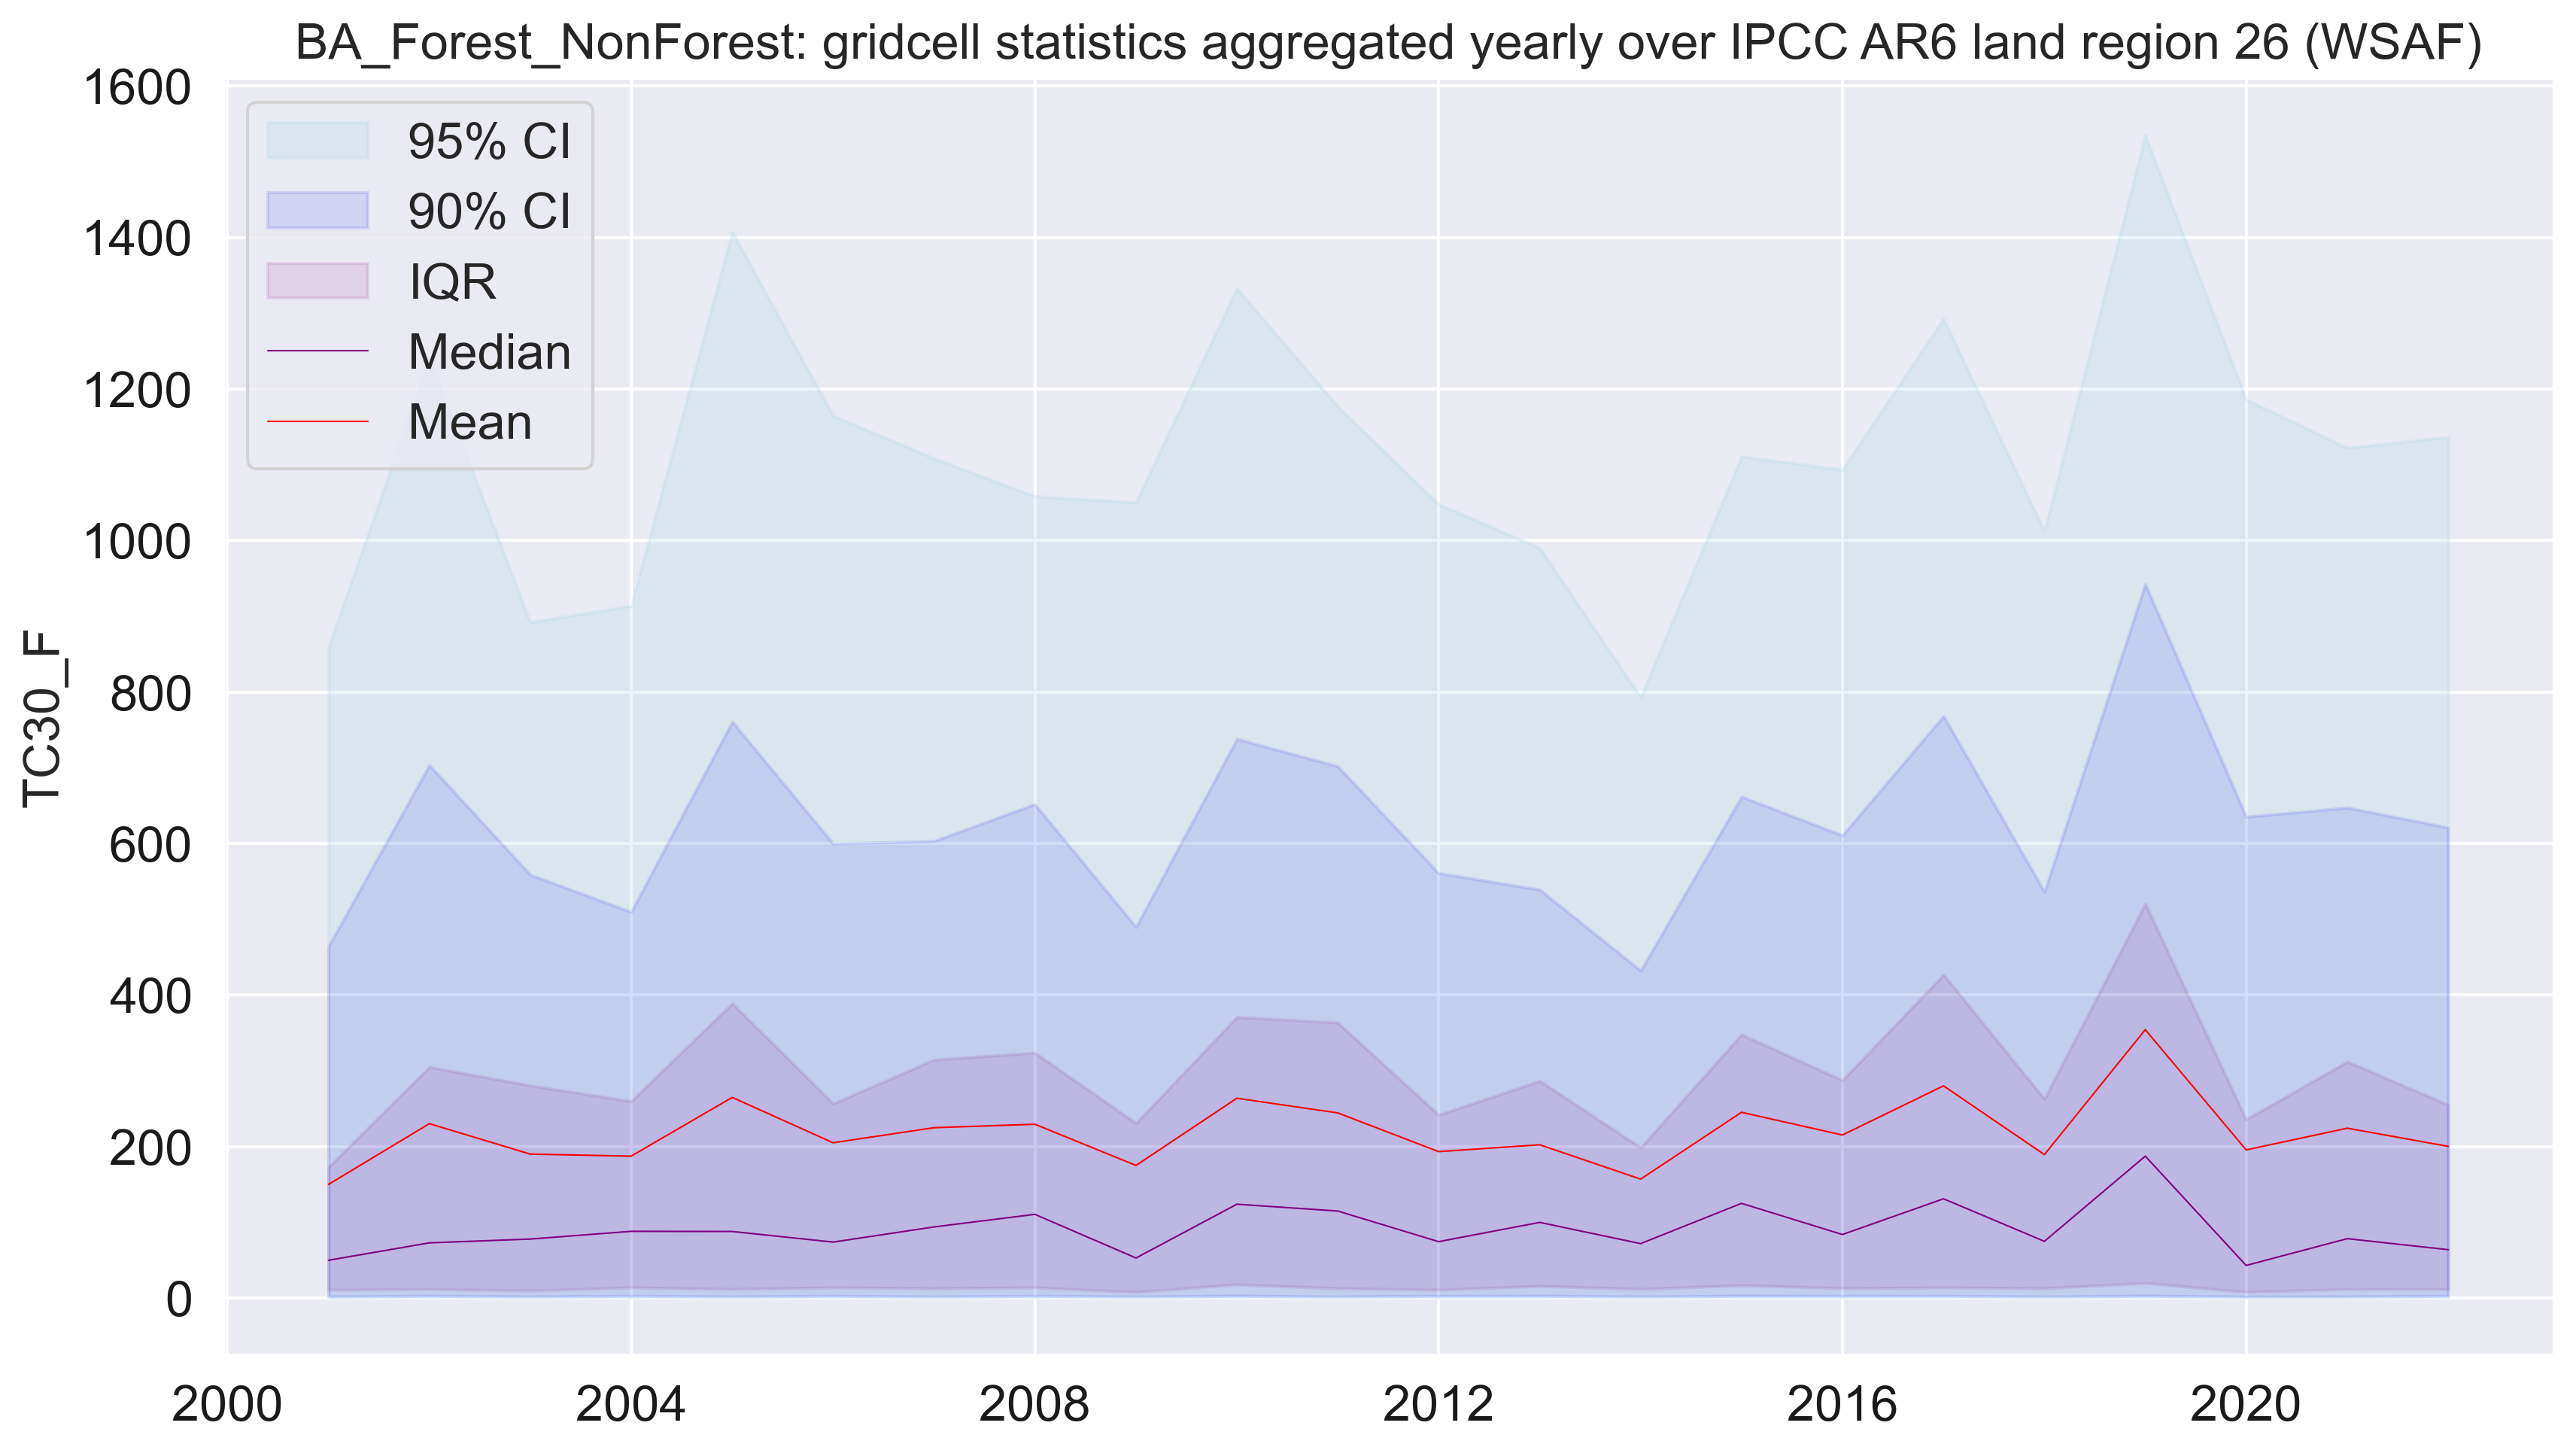 BA_Forest_NonForest: gridcell statistics aggregated yearly over IPCC AR6 land region 26 (WSAF)
95% CI
90% CI
IQR
Median
Mean
TC30_F
1600
1400
1200
1000
800
600
400
200
0
2000 2004 2008 2012 2016 2020